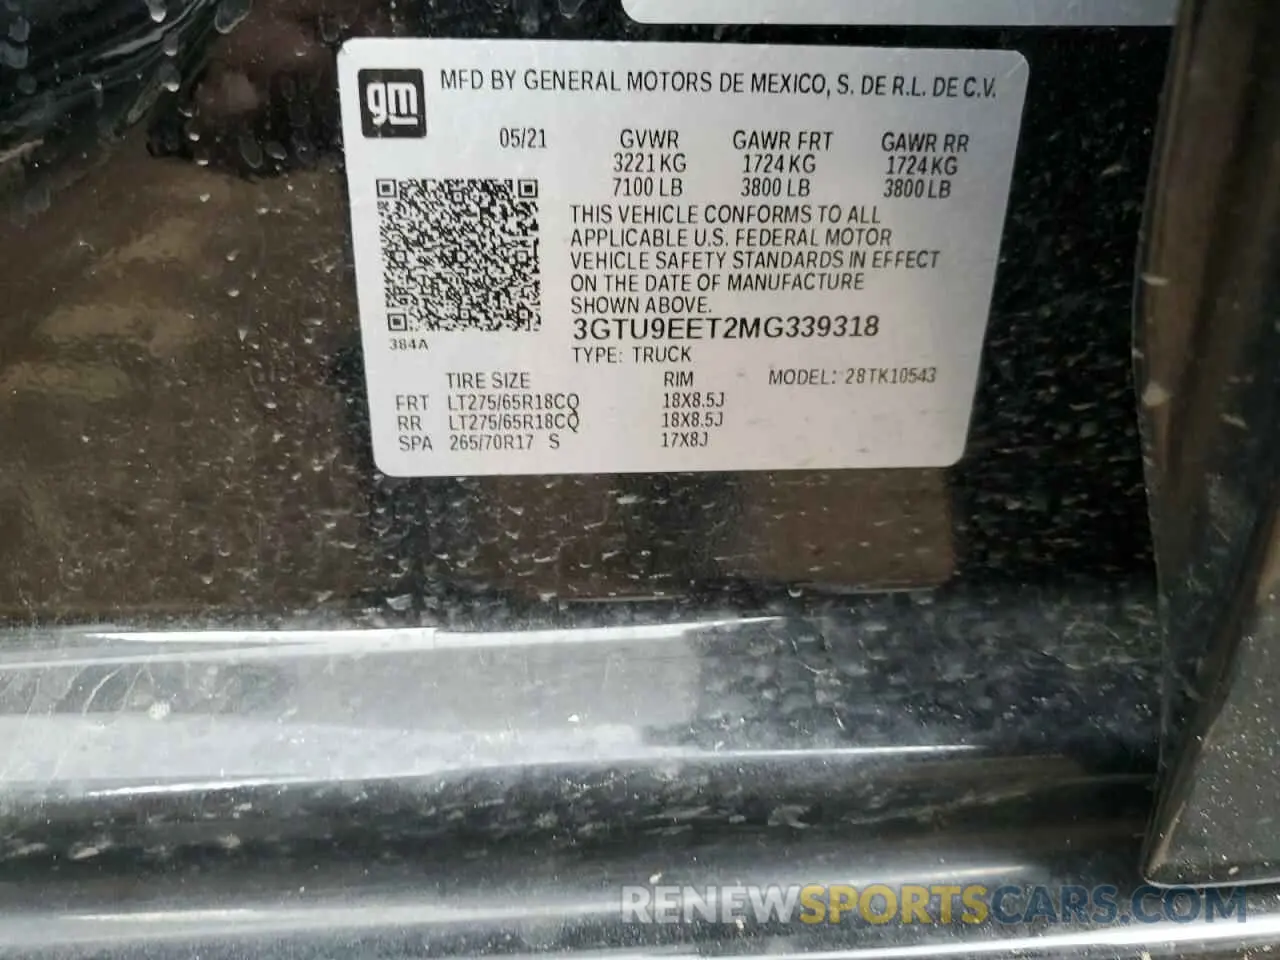 gm
MFD BY GENERAL MOTORS DE MEXICO, S. DE R.L. DE C.V.
05/21 GVWR GAWR FRT GAWR RR
3221 KG 1724 KG 1724 KG
7100 LB 3800 LB 3800 LB
THIS VEHICLE CONFORMS TO ALL
APPLICABLE U.S. FEDERAL MOTOR
VEHICLE SAFETY STANDARDS IN EFFECT
ON THE DATE OF MANUFACTURE
SHOWN ABOVE.
3GTU9EET2MG339318
384A
TYPE: TRUCK
TIRE SIZE RIM MODEL: 28TK10543
FRT LT275/65R18CQ 18X8.5J
RR LT275/65R18CQ 18X8.5J
SPA 265/70R17 S 17X8J
RENEWSPORTSCARS.COM